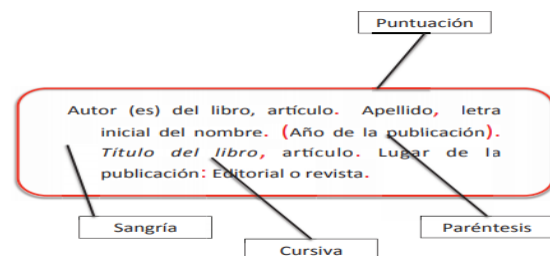 Puntuación
Autor (es) del libro, artículo. Apellido, letra
inicial del nombre. (Año de la publicación).
Título del libro, artículo. Lugar de la
publicación: Editorial o revista.
Sangría
Paréntesis
Cursiva